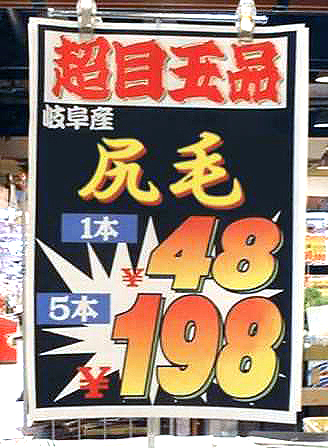 超目玉品
岐阜産
尻毛
1本 ¥48
5本 ¥198